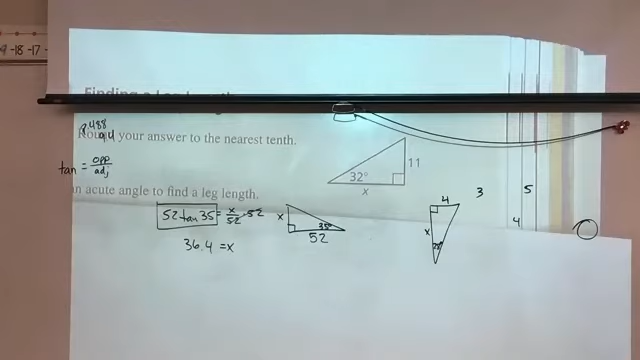 -18 -17
Finding a Leg Length
9.488
9.4
Round your answer to the nearest tenth.
tan = opp/adj
11
32°
x
an acute angle to find a leg length.
52 tan 35 = x/52 · 52
x
35°
52
36.4 = x
4
x
3
5
4